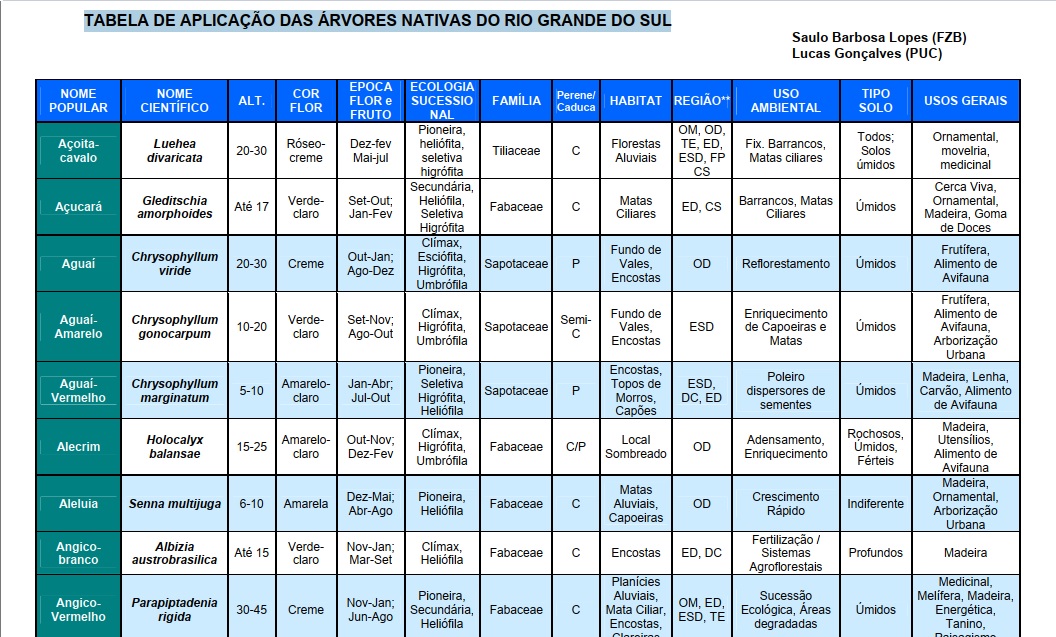 TABELA DE APLICAÇÃO DAS ÁRVORES NATIVAS DO RIO GRANDE DO SUL
Saulo Barbosa Lopes (FZB)
Lucas Gonçalves (PUC)
NOME POPULAR | NOME CIENTÍFICO | ALT. | COR FLOR | EPOCA FLOR e FRUTO | ECOLOGIA SUCESSIO NAL | FAMÍLIA | Perene/ Caduca | HABITAT | REGIÃO** | USO AMBIENTAL | TIPO SOLO | USOS GERAIS
Açoita-cavalo | Luehea divaricata | 20-30 | Róseo-creme | Dez-fev Mai-jul | Pioneira, heliófita, seletiva higrófita | Tiliaceae | C | Florestas Aluviais | OM, OD, TE, ED, ESD, FP CS | Fix. Barrancos, Matas ciliares | Todos; Solos úmidos | Ornamental, movelria, medicinal
Açucará | Gleditschia amorphoides | Até 17 | Verde-claro | Set-Out; Jan-Fev | Secundária, Heliófila, Seletiva Higrófita | Fabaceae | C | Matas Ciliares | ED, CS | Barrancos, Matas Ciliares | Úmidos | Cerca Viva, Ornamental, Madeira, Goma de Doces
Aguaí | Chrysophyllum viride | 20-30 | Creme | Out-Jan; Ago-Dez | Clímax, Esciófita, Higrófita, Umbrófila | Sapotaceae | P | Fundo de Vales, Encostas | OD | Reflorestamento | Úmidos | Frutífera, Alimento de Avifauna
Aguaí-Amarelo | Chrysophyllum gonocarpum | 10-20 | Verde-claro | Set-Nov; Ago-Out | Clímax, Higrófita, Umbrófila | Sapotaceae | Semi-C | Fundo de Vales, Encostas | ESD | Enriquecimento de Capoeiras e Matas | Úmidos | Frutífera, Alimento de Avifauna, Arborização Urbana
Aguaí-Vermelho | Chrysophyllum marginatum | 5-10 | Amarelo-claro | Jan-Abr; Jul-Out | Pioneira, Seletiva Higrófita, Heliófila | Sapotaceae | P | Encostas, Topos de Morros, Capões | ESD, DC, ED | Poleiro dispersores de sementes | Úmidos | Madeira, Lenha, Carvão, Alimento de Avifauna
Alecrim | Holocalyx balansae | 15-25 | Amarelo-claro | Out-Nov; Dez-Fev | Clímax, Higrófita, Umbrófila | Fabaceae | C/P | Local Sombreado | OD | Adensamento, Enriquecimento | Rochosos, Úmidos, Férteis | Madeira, Utensílios, Alimento de Avifauna
Aleluia | Senna multijuga | 6-10 | Amarela | Dez-Mai; Abr-Ago | Pioneira, Heliófila | Fabaceae | C | Matas Aluviais, Capoeiras | OD | Crescimento Rápido | Indiferente | Madeira, Ornamental, Arborização Urbana
Angico-branco | Albizia austrobrasilica | Até 15 | Verde-claro | Nov-Jan; Mar-Set | Clímax, Heliófila | Fabaceae | C | Encostas | ED, DC | Fertilização / Sistemas Agroflorestais | Profundos | Madeira
Angico-Vermelho | Parapiptadenia rigida | 30-45 | Creme | Nov-Jan; Jun-Ago | Pioneira, Secundária, Heliófila | Fabaceae | C | Planícies Aluviais, Mata Ciliar, Encostas, | OM, ED, ESD, TE | Sucessão Ecológica, Áreas degradadas | Úmidos | Medicinal, Melífera, Madeira, Energética, Tanino,